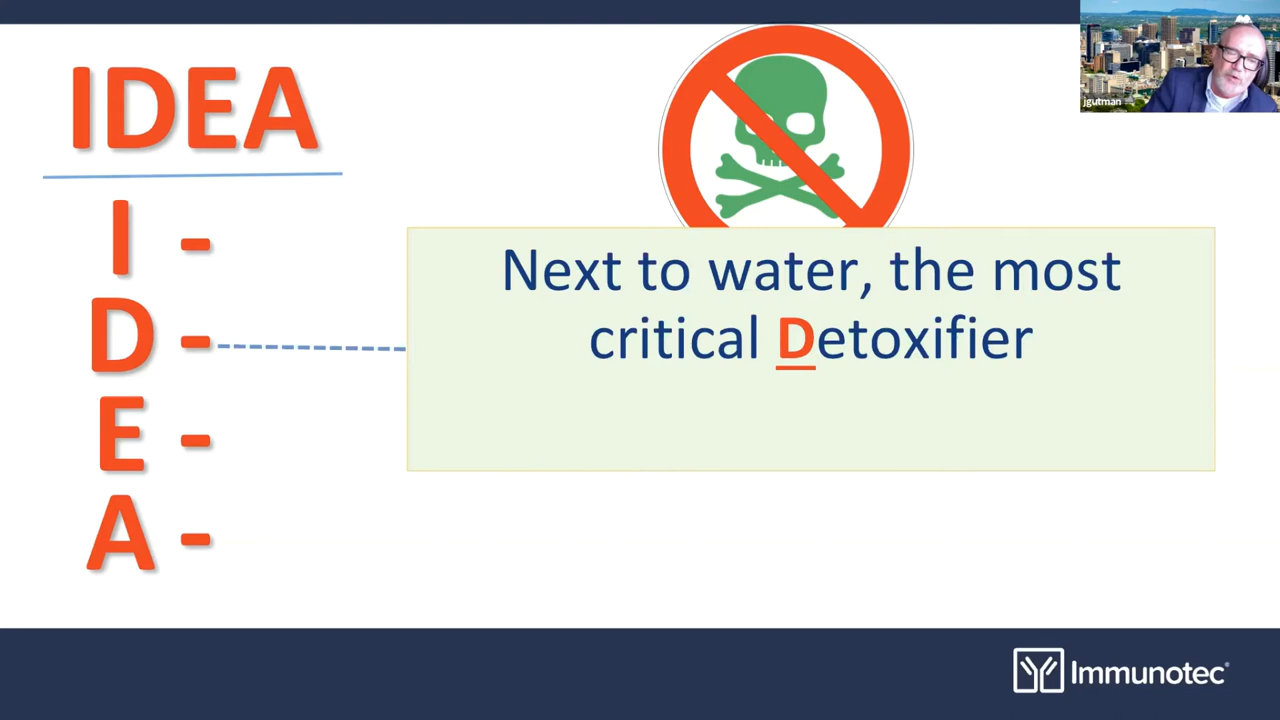 IDEA
jgutman
I -
D -
E -
A -
Next to water, the most
critical Detoxifier
Immunotec®